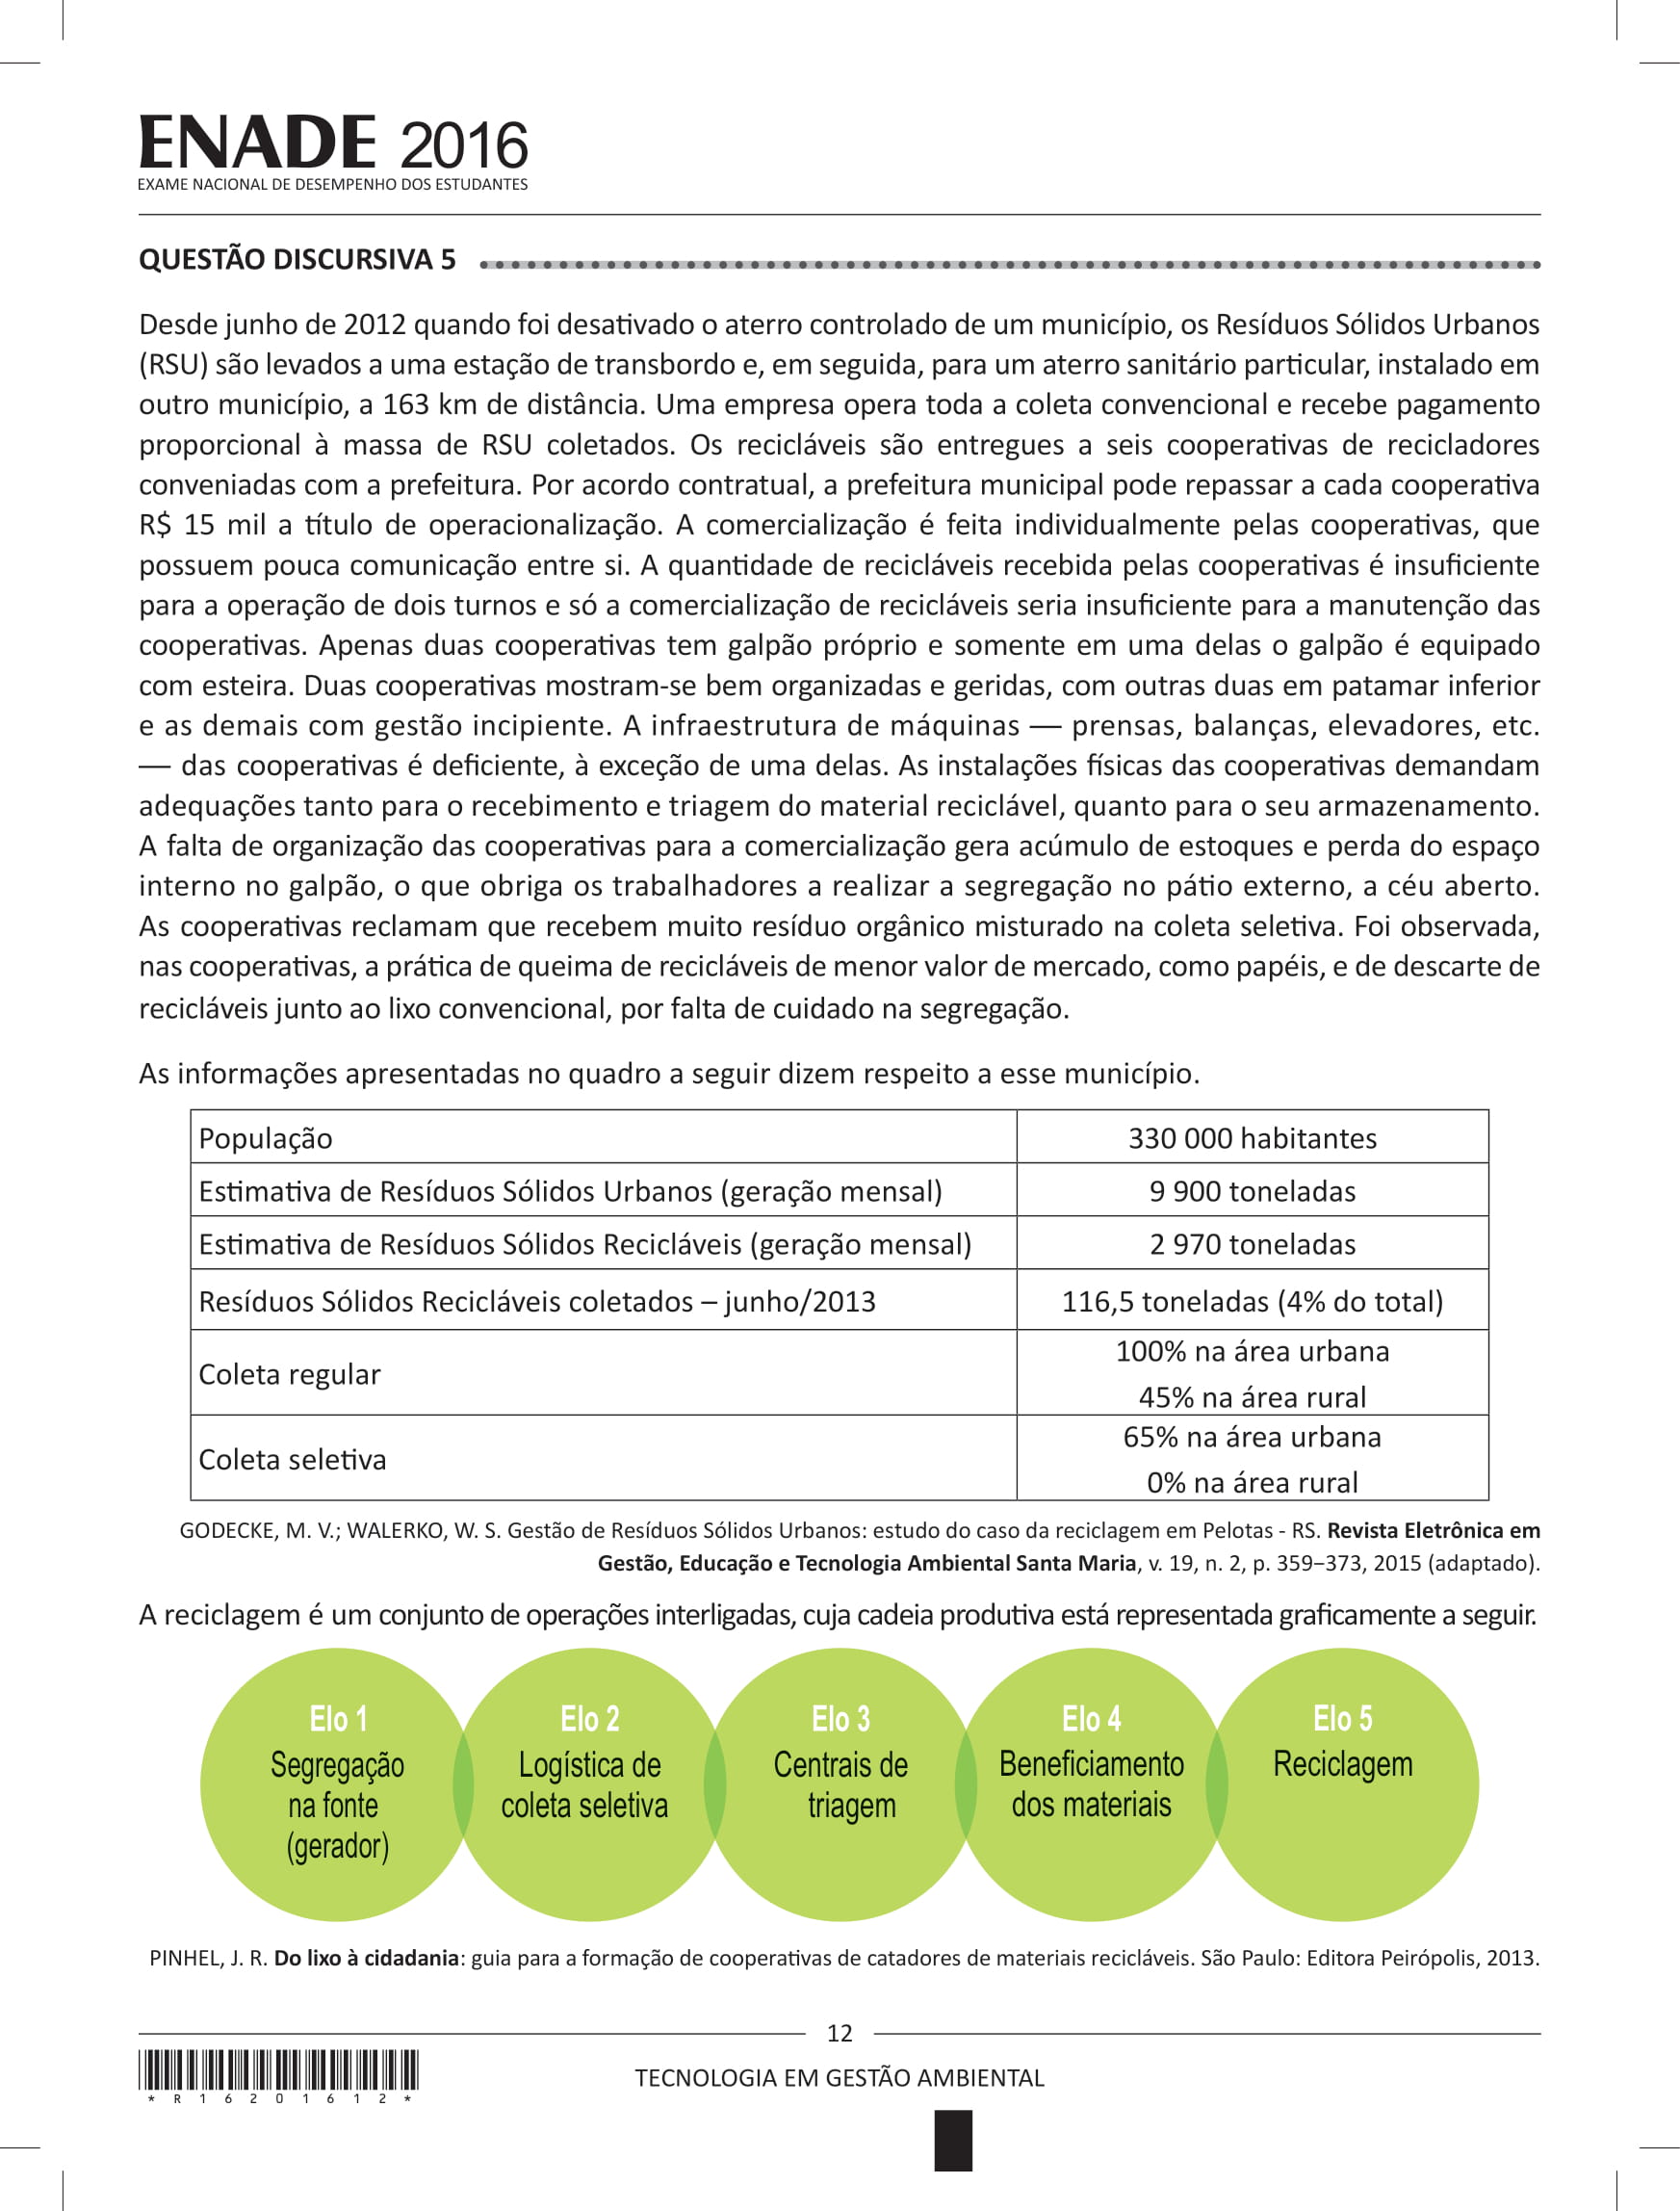 ENADE 2016
EXAME NACIONAL DE DESEMPENHO DOS ESTUDANTES
QUESTÃO DISCURSIVA 5
Desde junho de 2012 quando foi desativado o aterro controlado de um município, os Resíduos Sólidos Urbanos
(RSU) são levados a uma estação de transbordo e, em seguida, para um aterro sanitário particular, instalado em
outro município, a 163 km de distância. Uma empresa opera toda a coleta convencional e recebe pagamento
proporcional à massa de RSU coletados. Os recicláveis são entregues a seis cooperativas de recicladores
conveniadas com a prefeitura. Por acordo contratual, a prefeitura municipal pode repassar a cada cooperativa
R$ 15 mil a título de operacionalização. A comercialização é feita individualmente pelas cooperativas, que
possuem pouca comunicação entre si. A quantidade de recicláveis recebida pelas cooperativas é insuficiente
para a operação de dois turnos e só a comercialização de recicláveis seria insuficiente para a manutenção das
cooperativas. Apenas duas cooperativas tem galpão próprio e somente em uma delas o galpão é equipado
com esteira. Duas cooperativas mostram-se bem organizadas e geridas, com outras duas em patamar inferior
e as demais com gestão incipiente. A infraestrutura de máquinas — prensas, balanças, elevadores, etc.
— das cooperativas é deficiente, à exceção de uma delas. As instalações físicas das cooperativas demandam
adequações tanto para o recebimento e triagem do material reciclável, quanto para o seu armazenamento.
A falta de organização das cooperativas para a comercialização gera acúmulo de estoques e perda do espaço
interno no galpão, o que obriga os trabalhadores a realizar a segregação no pátio externo, a céu aberto.
As cooperativas reclamam que recebem muito resíduo orgânico misturado na coleta seletiva. Foi observada,
nas cooperativas, a prática de queima de recicláveis de menor valor de mercado, como papéis, e de descarte de
recicláveis junto ao lixo convencional, por falta de cuidado na segregação.
As informações apresentadas no quadro a seguir dizem respeito a esse município.
População 330 000 habitantes
Estimativa de Resíduos Sólidos Urbanos (geração mensal) 9 900 toneladas
Estimativa de Resíduos Sólidos Recicláveis (geração mensal) 2 970 toneladas
Resíduos Sólidos Recicláveis coletados – junho/2013 116,5 toneladas (4% do total)
Coleta regular
100% na área urbana
45% na área rural
Coleta seletiva
65% na área urbana
0% na área rural
GODECKE, M. V.; WALERKO, W. S. Gestão de Resíduos Sólidos Urbanos: estudo do caso da reciclagem em Pelotas - RS. Revista Eletrônica em
Gestão, Educação e Tecnologia Ambiental Santa Maria, v. 19, n. 2, p. 359–373, 2015 (adaptado).
A reciclagem é um conjunto de operações interligadas, cuja cadeia produtiva está representada graficamente a seguir.
Elo 1
Segregação
na fonte
(gerador)
Elo 2
Logística de
coleta seletiva
Elo 3
Centrais de
triagem
Elo 4
Beneficiamento
dos materiais
Elo 5
Reciclagem
PINHEL, J. R. Do lixo à cidadania: guia para a formação de cooperativas de catadores de materiais recicláveis. São Paulo: Editora Peirópolis, 2013.
12
TECNOLOGIA EM GESTÃO AMBIENTAL
* R 1 6 2 0 1 6 1 2 *